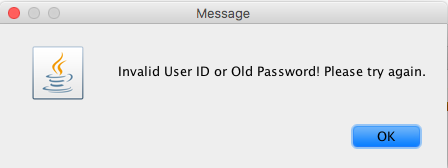 Message
Invalid User ID or Old Password! Please try again.
OK